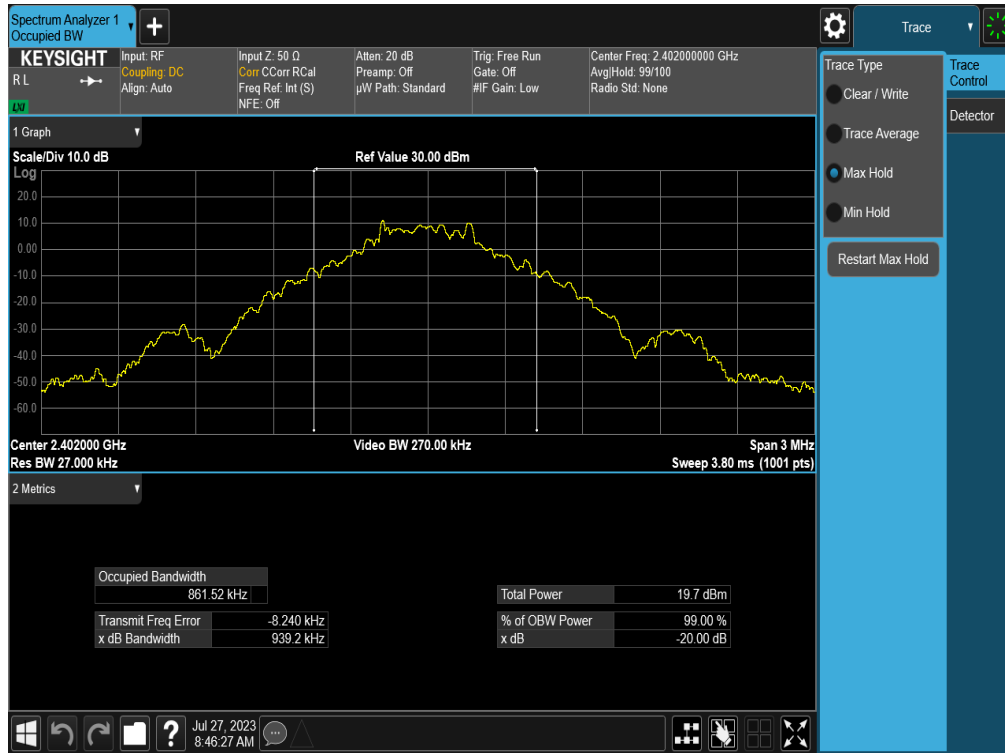 Spectrum Analyzer 1
Occupied BW
Trace
KEYSIGHT
R L
LXI
Input: RF
Coupling: DC
Align: Auto
Input Z: 50 Ω
Corr CCorr RCal
Freq Ref: Int (S)
NFE: Off
Atten: 20 dB
Preamp: Off
µW Path: Standard
Trig: Free Run
Gate: Off
#IF Gain: Low
Center Freq: 2.402000000 GHz
Avg|Hold: 99/100
Radio Std: None
1 Graph
Scale/Div 10.0 dB
Ref Value 30.00 dBm
Log
20.0
10.0
0.00
-10.0
-20.0
-30.0
-40.0
-50.0
-60.0
Center 2.402000 GHz
Video BW 270.00 kHz
Span 3 MHz
Res BW 27.000 kHz
Sweep 3.80 ms (1001 pts)
2 Metrics
Occupied Bandwidth
861.52 kHz
Total Power 19.7 dBm
Transmit Freq Error -8.240 kHz
% of OBW Power 99.00 %
x dB Bandwidth 939.2 kHz
x dB -20.00 dB
Trace Type
Clear / Write
Trace Average
Max Hold
Min Hold
Restart Max Hold
Trace
Control
Detector
?
Jul 27, 2023
8:46:27 AM